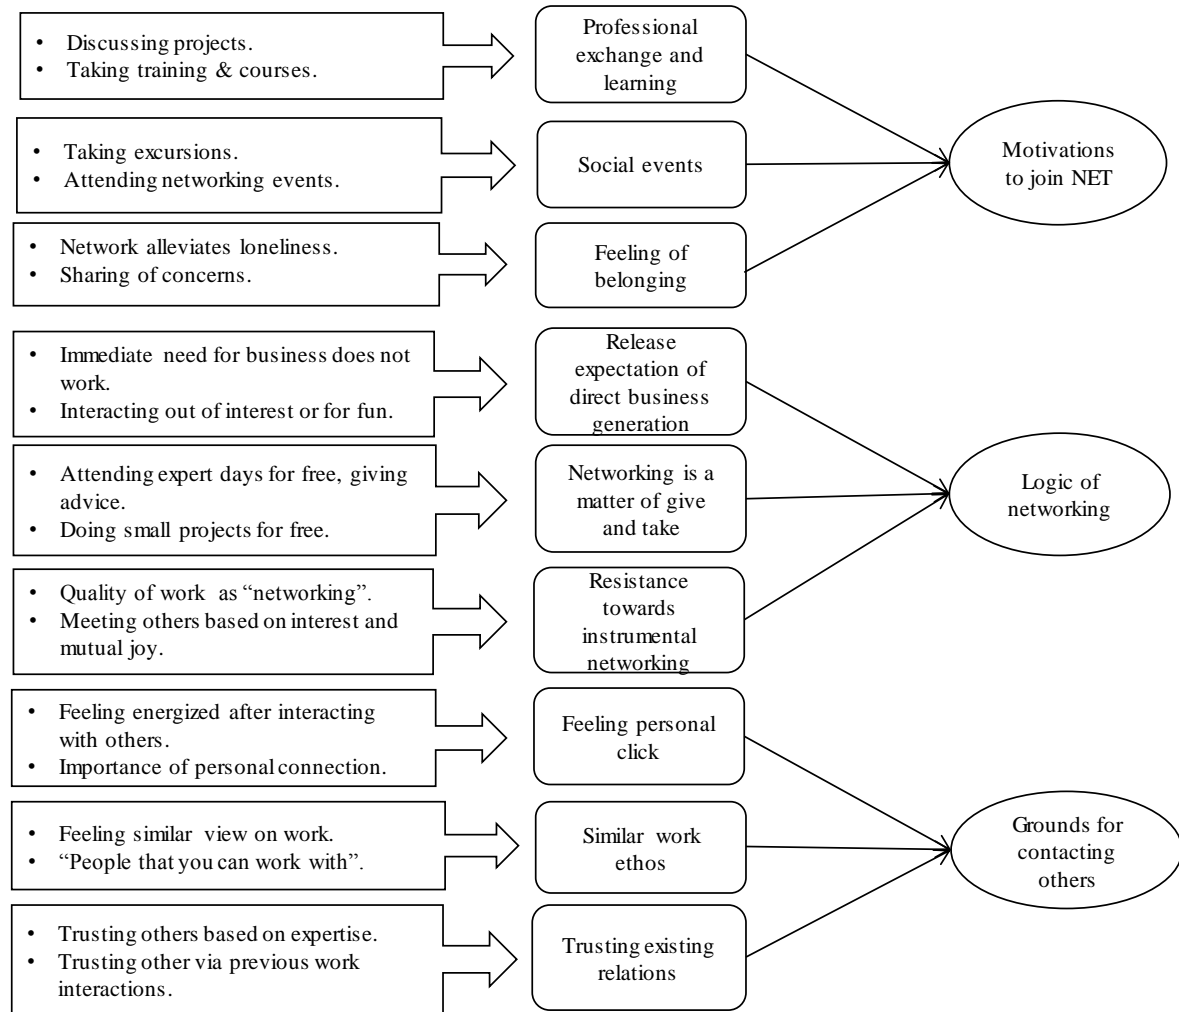 • Discussing projects.
• Taking training & courses.
Professional
exchange and
learning
• Taking excursions.
• Attending networking events.
Social events
Motivations
to join NET
• Network alleviates loneliness.
• Sharing of concerns.
Feeling of
belonging
• Immediate need for business does not
work.
• Interacting out of interest or for fun.
Release
expectation of
direct business
generation
• Attending expert days for free, giving
advice.
• Doing small projects for free.
Networking is a
matter of give
and take
Logic of
networking
• Quality of work as “networking”.
• Meeting others based on interest and
mutual joy.
Resistance
towards
instrumental
networking
• Feeling energized after interacting
with others.
• Importance of personal connection.
Feeling personal
click
• Feeling similar view on work.
• “People that you can work with”.
Similar work
ethos
Grounds for
contacting
others
• Trusting others based on expertise.
• Trusting other via previous work
interactions.
Trusting existing
relations